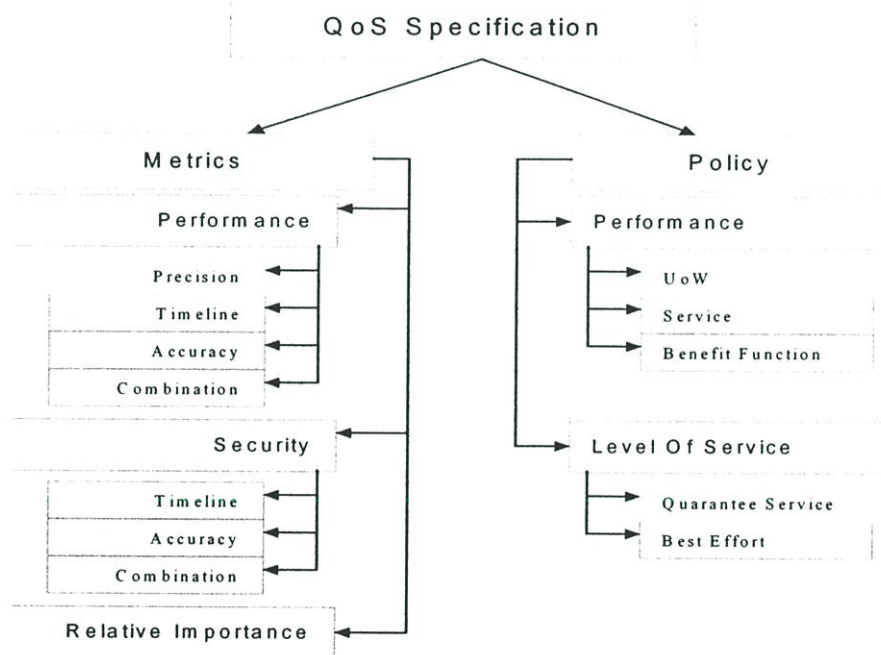 QoS Specification
Metrics
Performance
Precision
Timeline
Accuracy
Combination
Security
Timeline
Accuracy
Combination
Relative Importance
Policy
Performance
UoW
Service
Benefit Function
Level Of Service
Quarantee Service
Best Effort